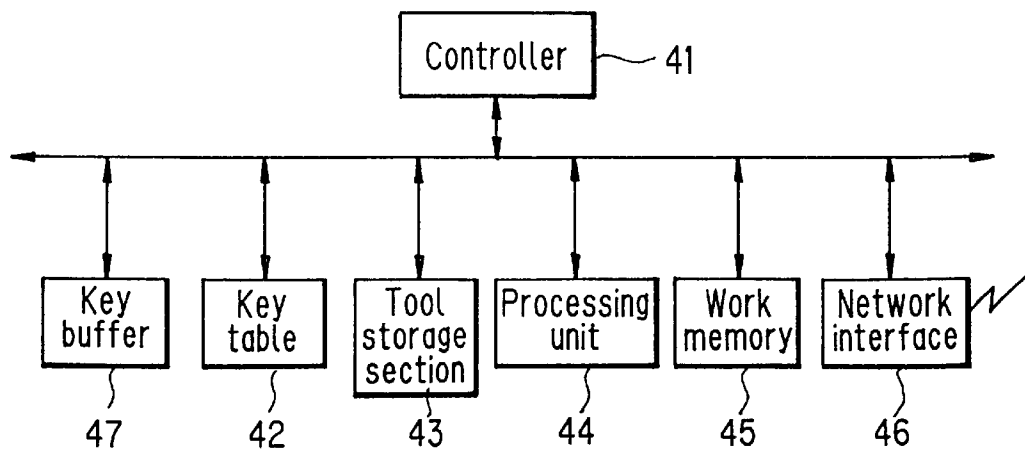 Controller
41
Key
buffer
Key
table
Tool
storage
section
Processing
unit
Work
memory
Network
interface
47
42
43
44
45
46